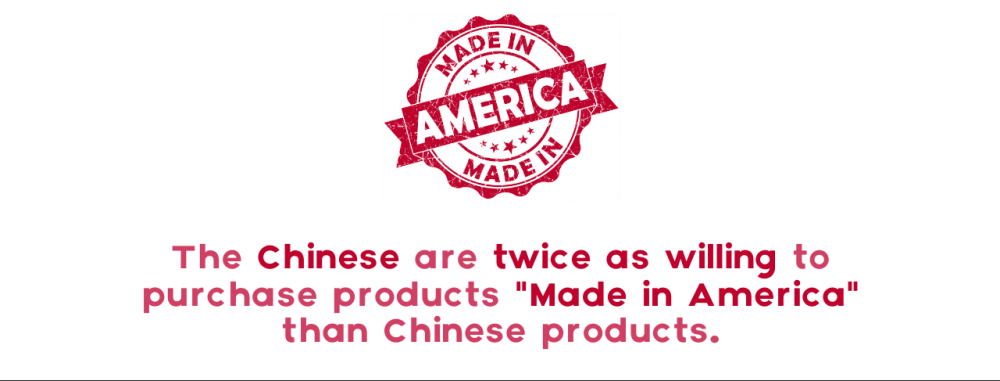 MADE IN
AMERICA
MADE IN
The Chinese are twice as willing to
purchase products "Made in America"
than Chinese products.